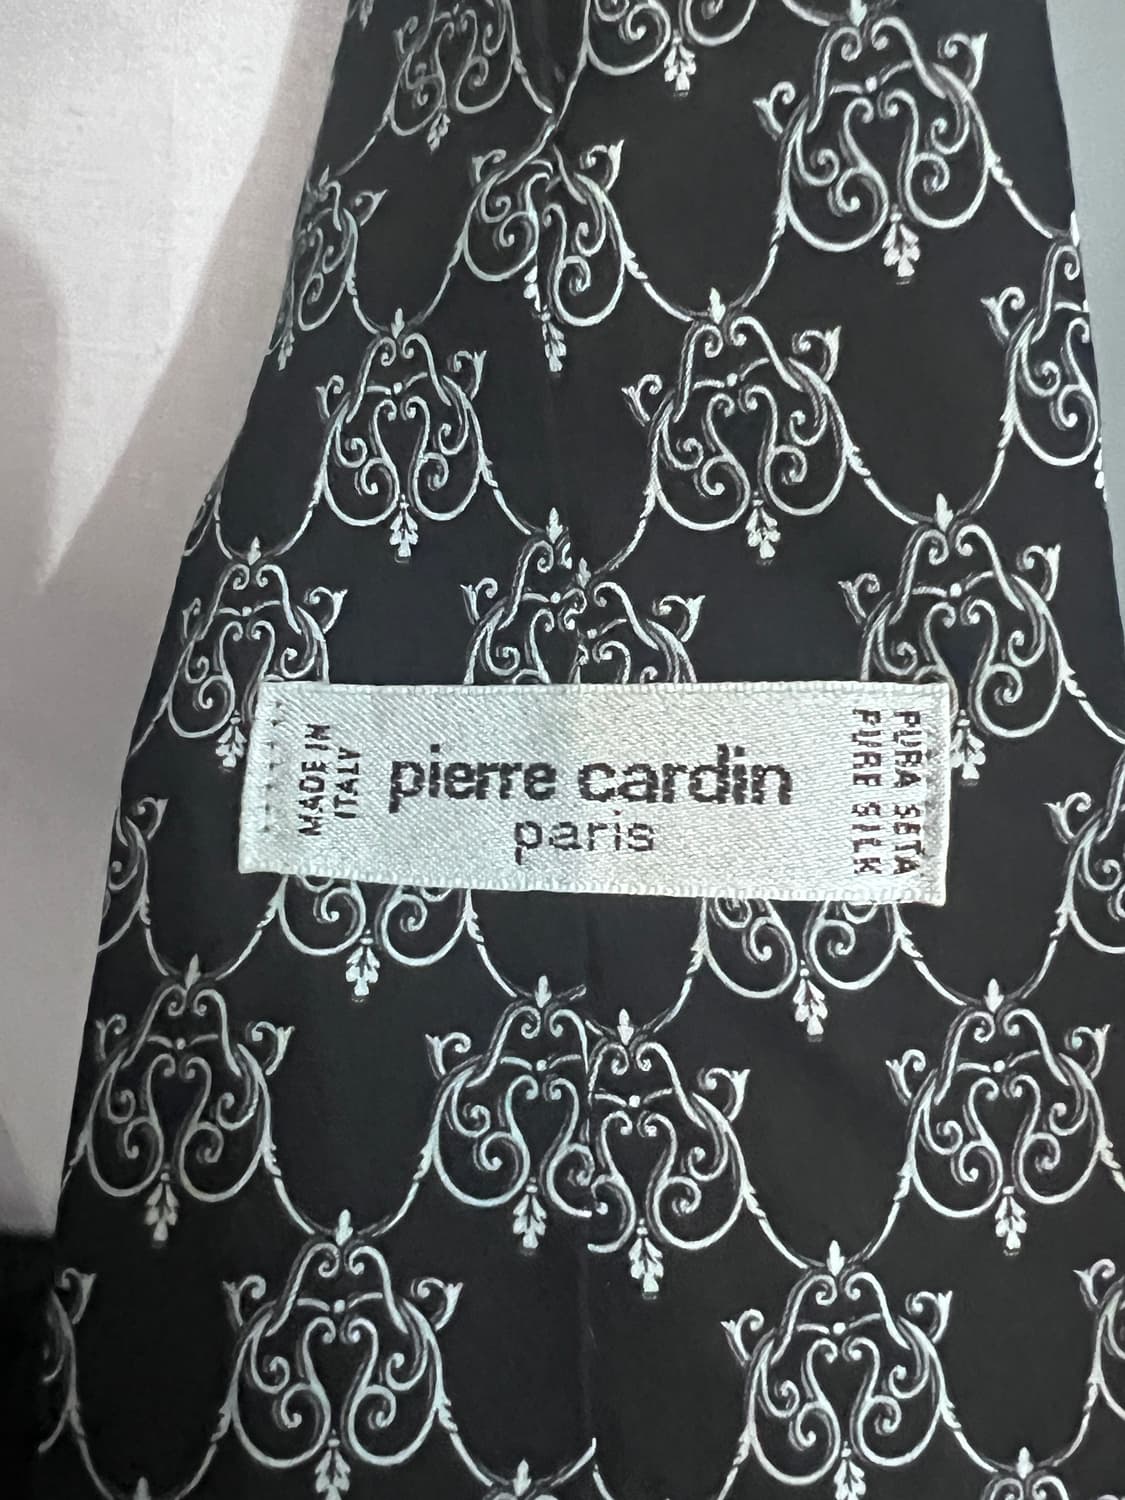 MADE IN
ITALY
pierre cardin
paris
PURA SETA
PURE SILK